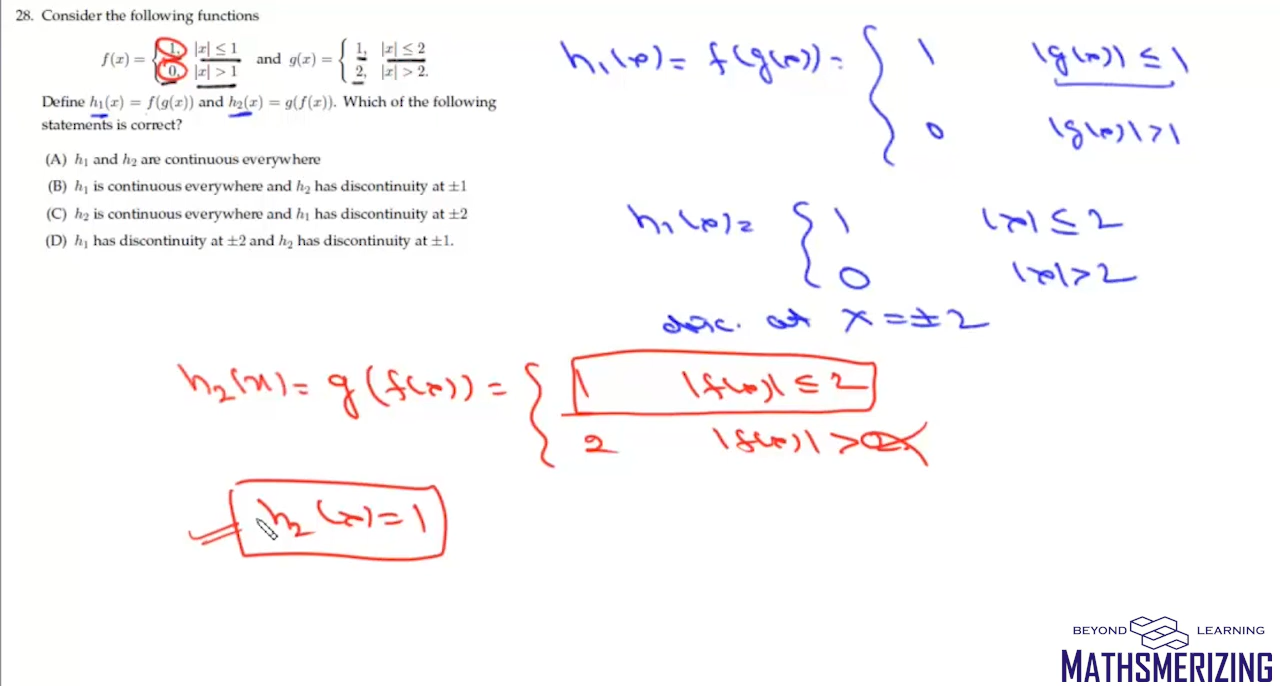 28. Consider the following functions
f(x) = { 1, |x| ≤ 1
0, |x| > 1 and g(x) = { 1, |x| ≤ 2
2, |x| > 2.
Define h₁(x) = f(g(x)) and h₂(x) = g(f(x)). Which of the following
statements is correct?
(A) h₁ and h₂ are continuous everywhere
(B) h₁ is continuous everywhere and h₂ has discontinuity at ±1
(C) h₂ is continuous everywhere and h₁ has discontinuity at ±2
(D) h₁ has discontinuity at ±2 and h₂ has discontinuity at ±1.
h₁(x) = f(g(x)) = { 1 |g(x)| ≤ 1
0 |g(x)| > 1
h₁(x) = { 1 |x| ≤ 2
0 |x| > 2
disc. at x = ±2
h₂(x) = g(f(x)) = { 1 |f(x)| ≤ 2
2 |f(x)| > 2
h₂(x) = 1
BEYOND LEARNING
MATHSMERIZING